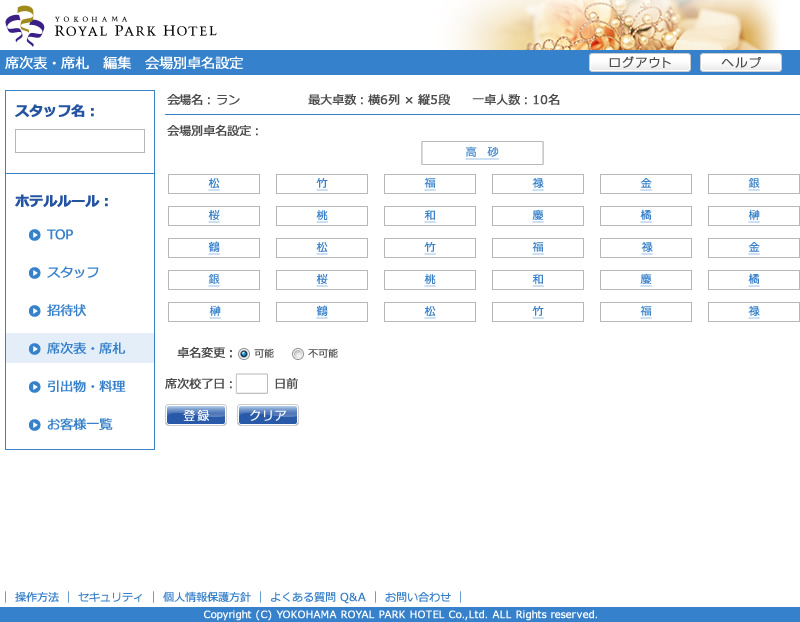 YOKOHAMA
ROYAL PARK HOTEL
席次表・席札 編集 会場別卓名設定 ログアウト ヘルプ
スタッフ名：
ホテルルール：
TOP
スタッフ
招待状
席次表・席札
引出物・料理
お客様一覧
会場名：ラン 最大卓数：横6列 × 縦5段 一卓人数：10名
会場別卓名設定：
高 砂
松 竹 福 禄 金 銀
桜 桃 和 慶 橘 榊
鶴 松 竹 福 禄 金
銀 桜 桃 和 慶 橘
榊 鶴 松 竹 福 禄
卓名変更： 可能 不可能
席次校了日： 日前
登録 クリア
| 操作方法 | セキュリティ | 個人情報保護方針 | よくある質問 Q&A | お問い合わせ |
Copyright (C) YOKOHAMA ROYAL PARK HOTEL Co.,Ltd. ALL Rights reserved.